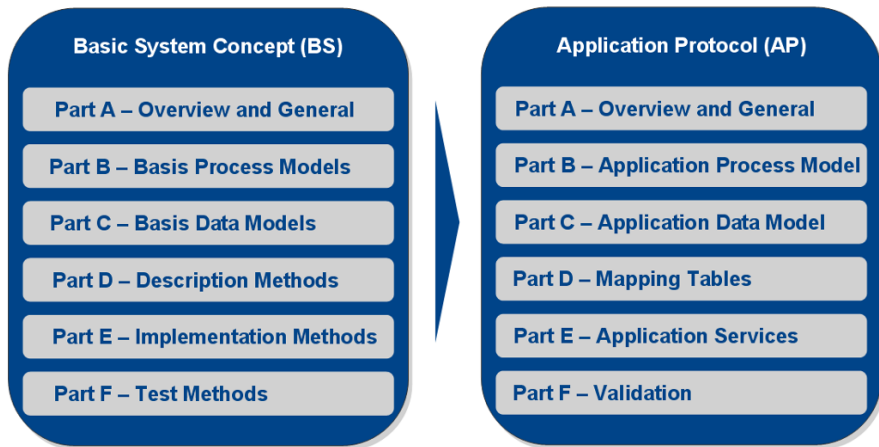 Basic System Concept (BS)
Part A – Overview and General
Part B – Basis Process Models
Part C – Basis Data Models
Part D – Description Methods
Part E – Implementation Methods
Part F – Test Methods
Application Protocol (AP)
Part A – Overview and General
Part B – Application Process Model
Part C – Application Data Model
Part D – Mapping Tables
Part E – Application Services
Part F – Validation